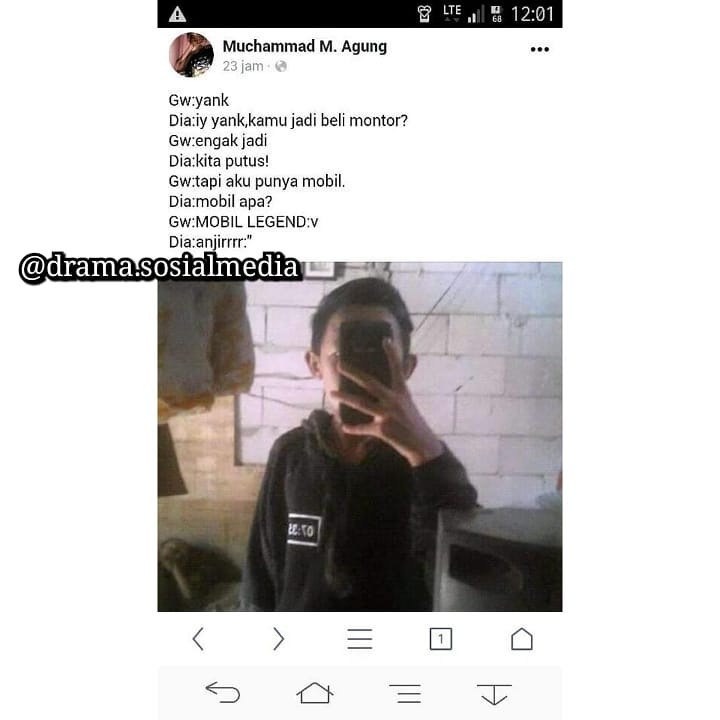 LTE
68
12:01
Muchammad M. Agung
23 jam
Gw:yank
Dia:iy yank,kamu jadi beli montor?
Gw:engak jadi
Dia:kita putus!
Gw:tapi aku punya mobil.
Dia:mobil apa?
Gw:MOBIL LEGEND:v
Dia:anjirrrr:"
@drama.sosialmedia
1